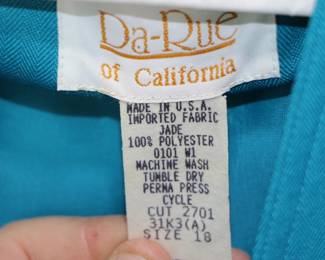 Da-Rue
of California
MADE IN U.S.A.
IMPORTED FABRIC
JADE
100% POLYESTER
0101 W1
MACHINE WASH
TUMBLE DRY
PERMA PRESS
CYCLE
CUT 2701
31K3(A)
SIZE 18